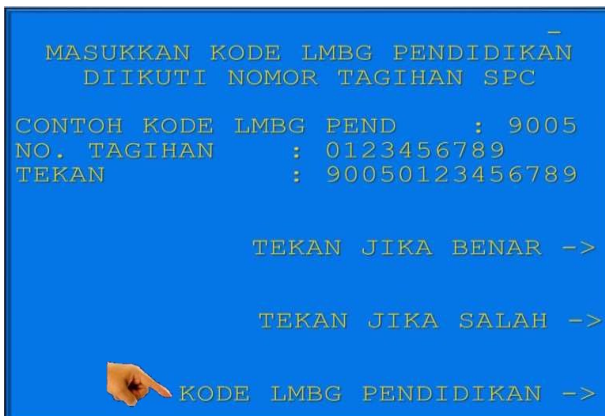 MASUKKAN KODE LMBG PENDIDIKAN
DIIKUTI NOMOR TAGIHAN SPC
CONTOH KODE LMBG PEND : 9005
NO. TAGIHAN : 0123456789
TEKAN : 90050123456789
TEKAN JIKA BENAR ->
TEKAN JIKA SALAH ->
KODE LMBG PENDIDIKAN ->